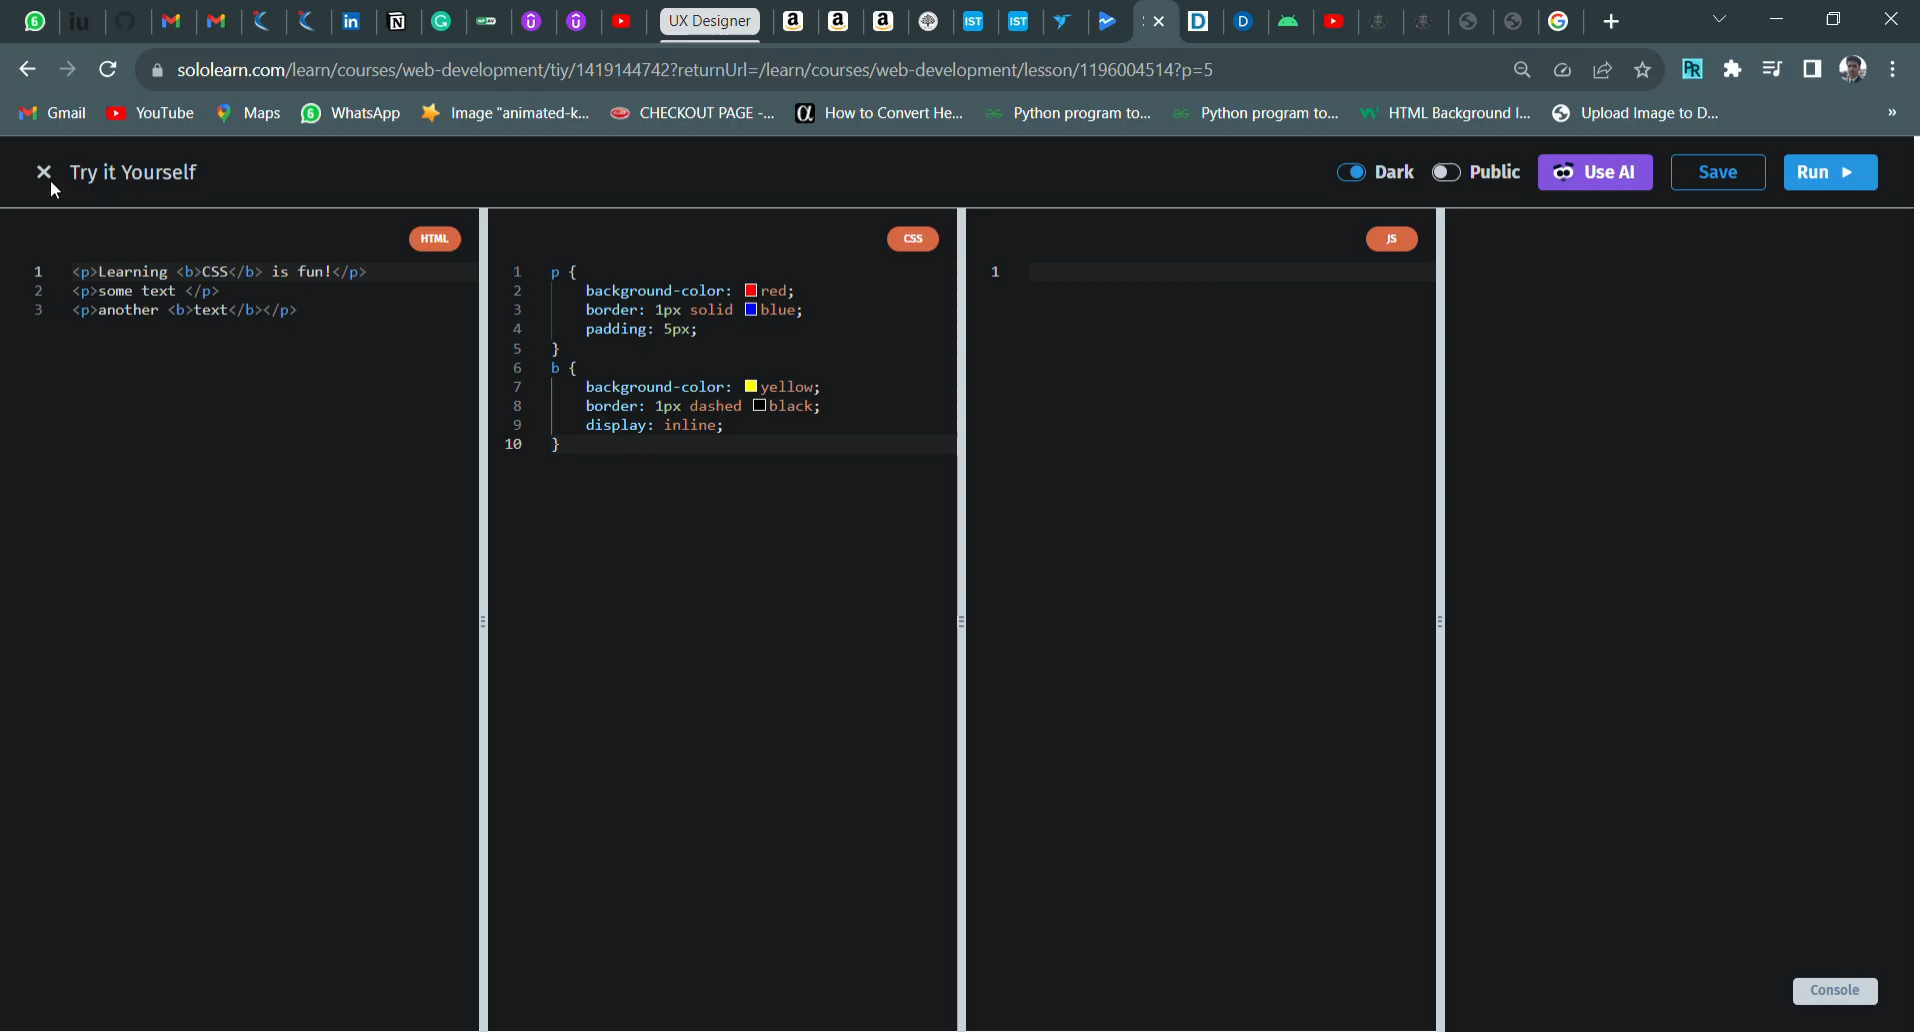 UX Designer
sololearn.com/learn/courses/web-development/tiy/1419144742?returnUrl=/learn/courses/web-development/lesson/1196004514?p=5
Gmail YouTube Maps WhatsApp Image "animated-k... CHECKOUT PAGE -... How to Convert He... Python program to... Python program to... HTML Background I... Upload Image to D... »
Try it Yourself
Dark Public Use AI Save Run
HTML
1 <p>Learning <b>CSS</b> is fun!</p>
2 <p>some text </p>
3 <p>another <b>text</b></p>
CSS
1 p {
2 background-color: red;
3 border: 1px solid blue;
4 padding: 5px;
5 }
6 b {
7 background-color: yellow;
8 border: 1px dashed black;
9 display: inline;
10 }
JS
1
Console